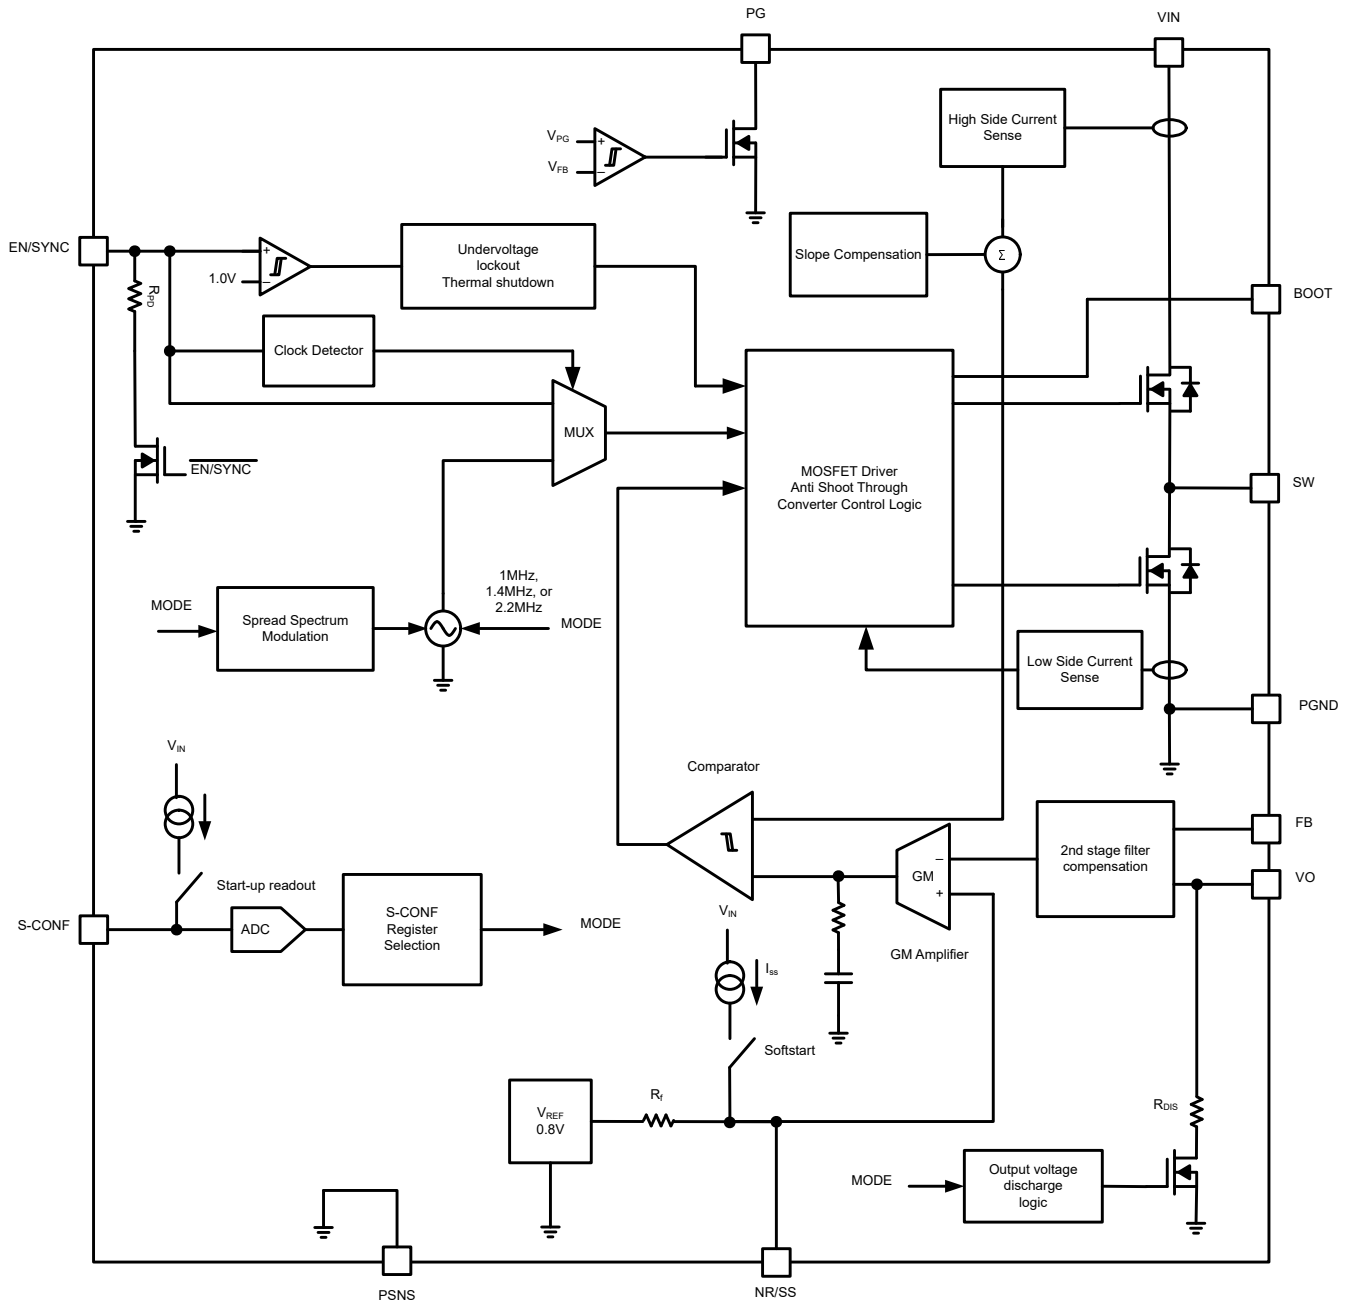 PG
VIN
High Side Current
Sense
VPG
+
VFB
−
EN/SYNC
+
1.0V
−
Undervoltage
lockout
Thermal shutdown
Slope Compensation
Σ
RPD
BOOT
Clock Detector
MUX
EN/SYNC
MOSFET Driver
Anti Shoot Through
Converter Control Logic
SW
1MHz,
1.4MHz, or
2.2MHz
MODE
MODE
Spread Spectrum
Modulation
Low Side Current
Sense
PGND
VIN
Comparator
FB
2nd stage filter
compensation
−
GM
+
VO
Start-up readout
S-CONF
ADC
S-CONF
Register
Selection
MODE
VIN
GM Amplifier
Iss
Softstart
VREF
0.8V
Rf
RDIS
MODE
Output voltage
discharge
logic
PSNS
NR/SS